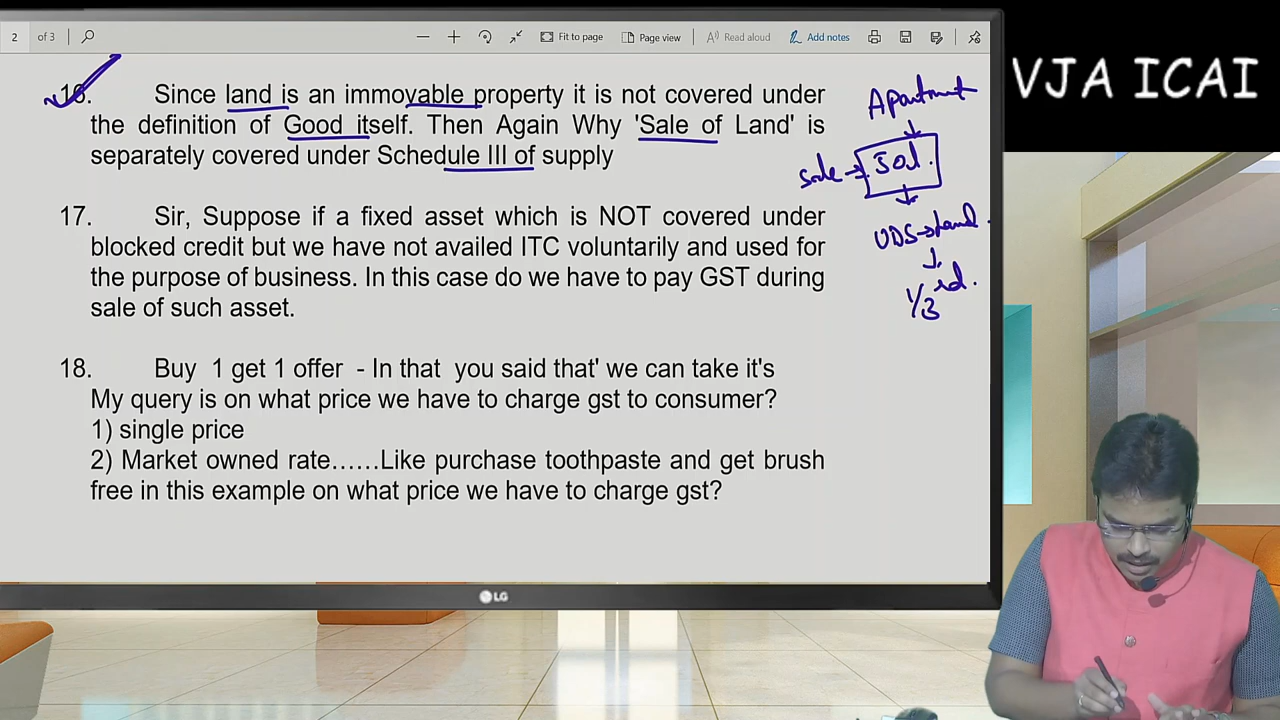 2 of 3 Fit to page Page view Read aloud Add notes
VJA ICAI
16. Since land is an immovable property it is not covered under
the definition of Good itself. Then Again Why 'Sale of Land' is
separately covered under Schedule III of supply
Apartment
Sale
UDS land
1/3 rd.
17. Sir, Suppose if a fixed asset which is NOT covered under
blocked credit but we have not availed ITC voluntarily and used for
the purpose of business. In this case do we have to pay GST during
sale of such asset.
18. Buy 1 get 1 offer - In that you said that' we can take it's
My query is on what price we have to charge gst to consumer?
1) single price
2) Market owned rate......Like purchase toothpaste and get brush
free in this example on what price we have to charge gst?
LG